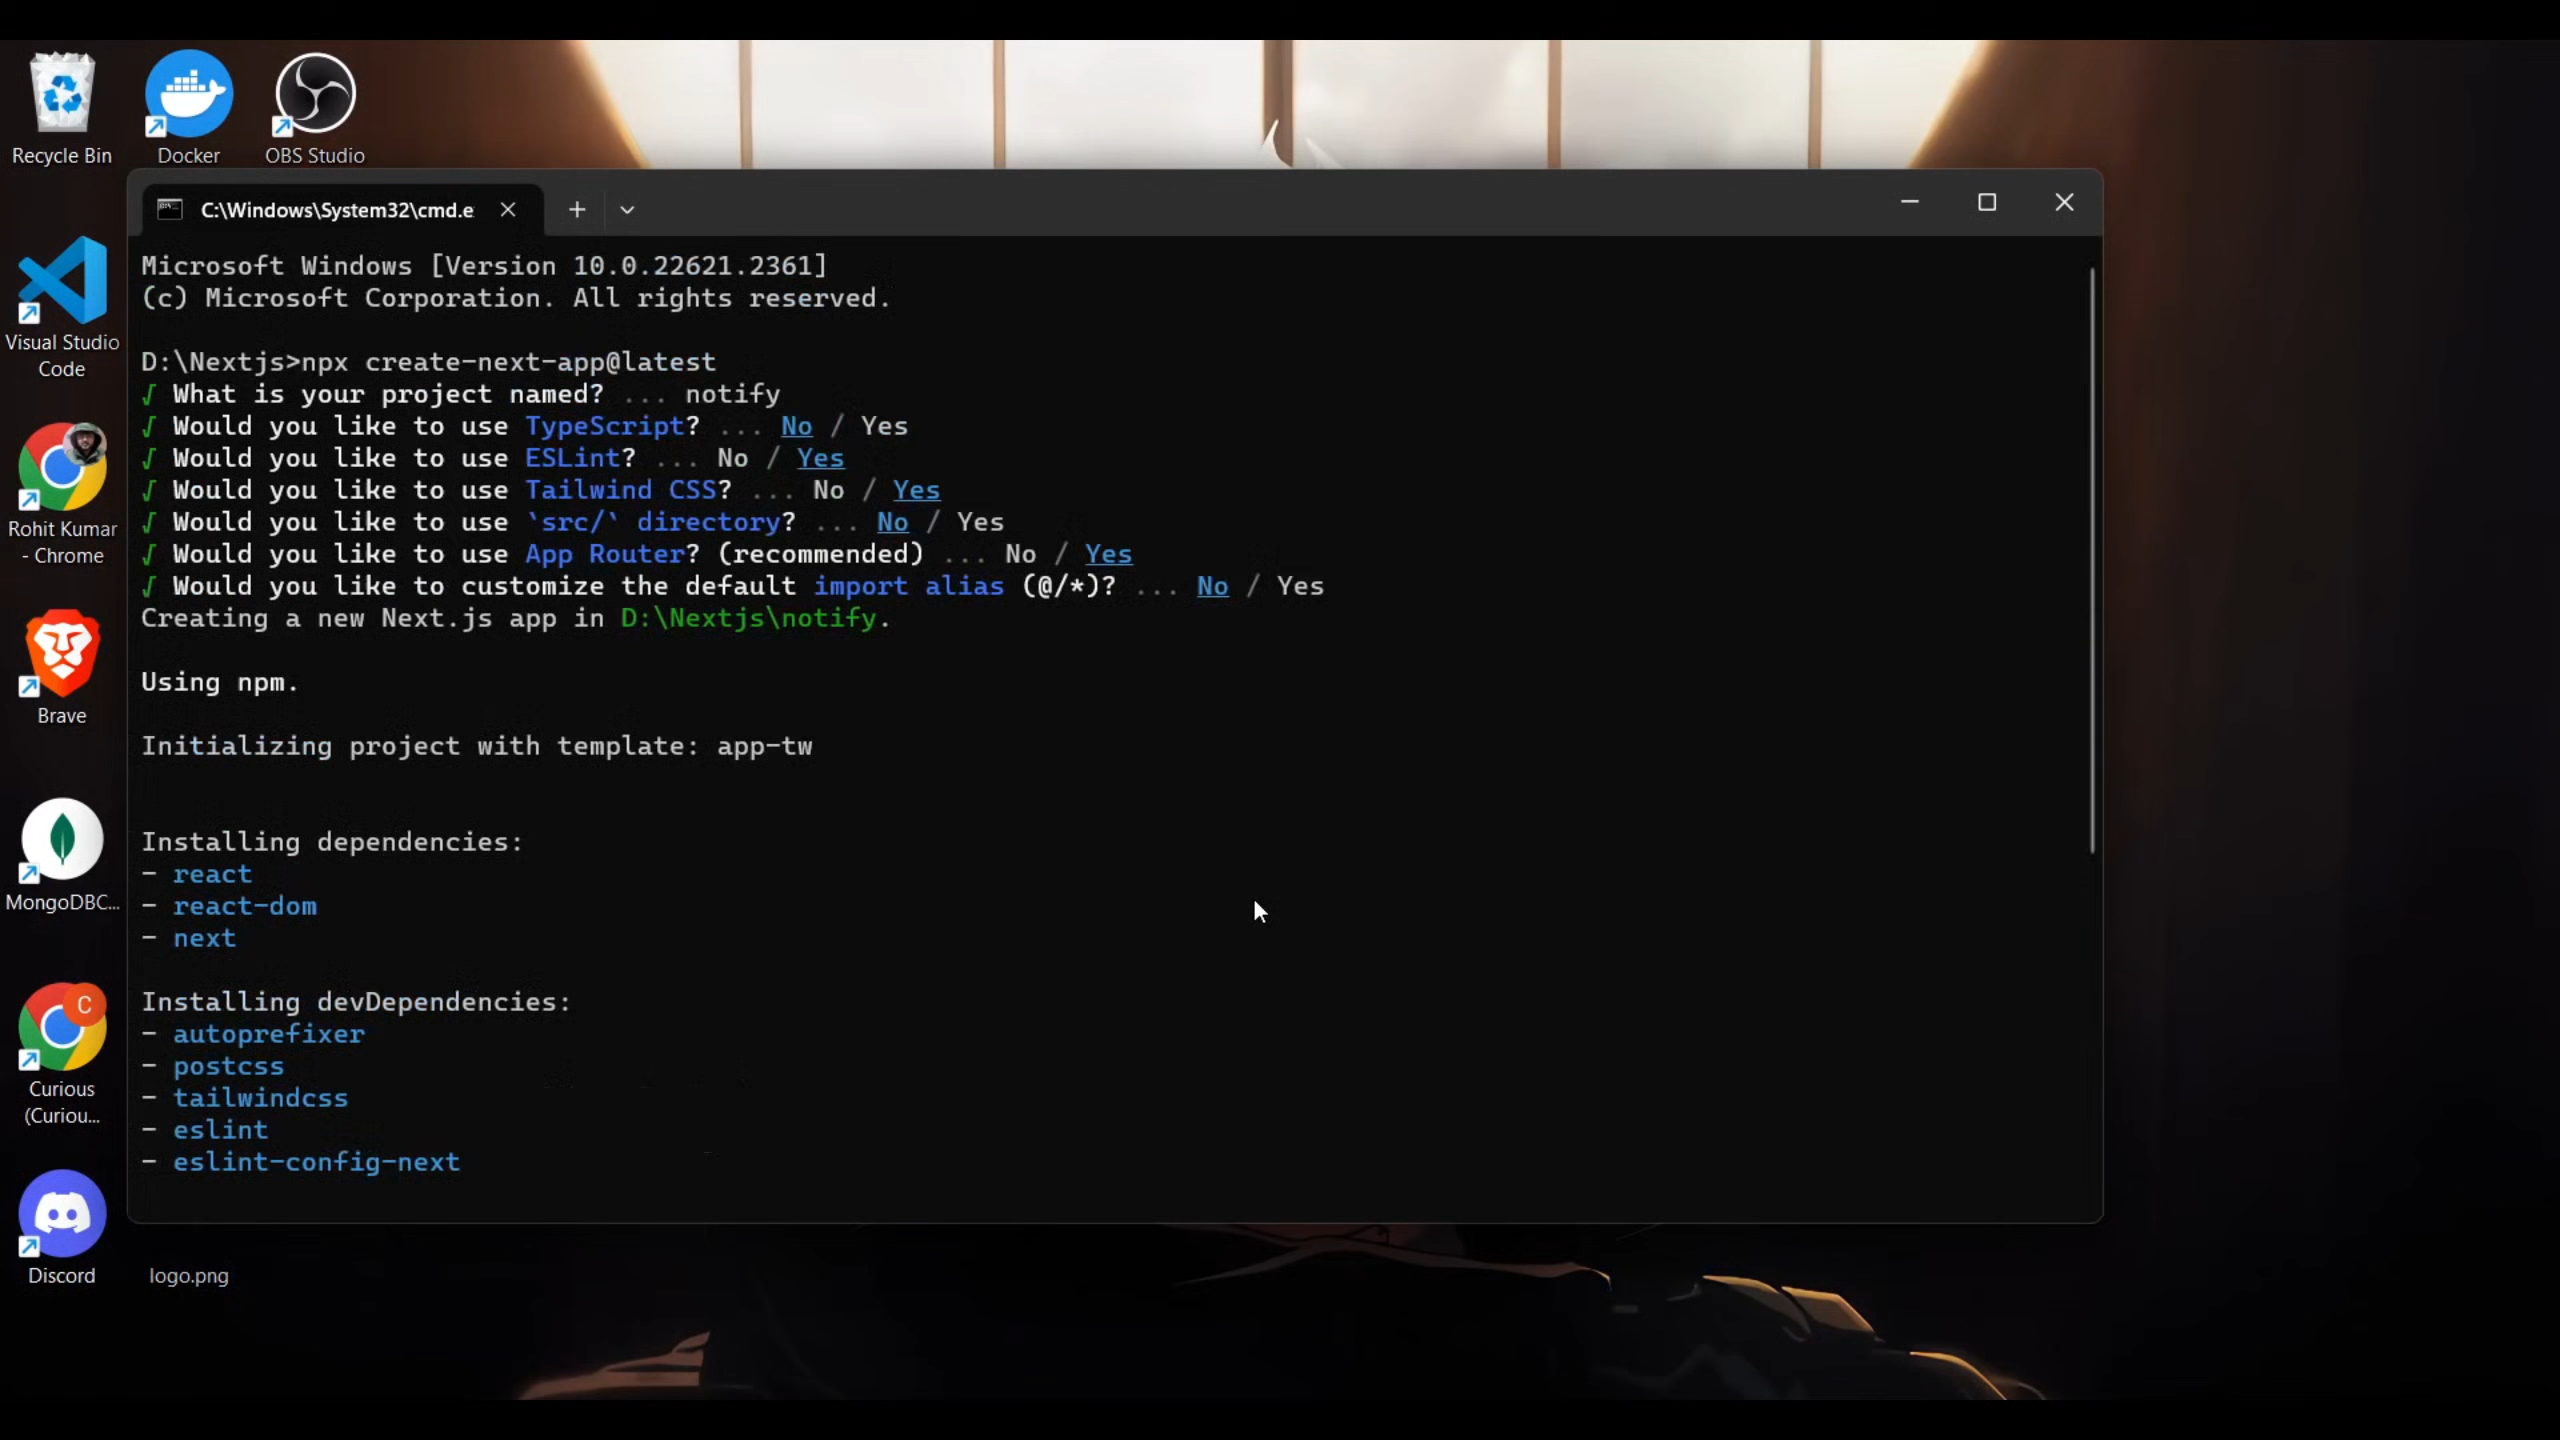 Recycle Bin
Docker
OBS Studio
Visual Studio
Code
Rohit Kumar
- Chrome
Brave
MongoDBC...
C
Curious
(Curiou...
Discord
logo.png
C:\Windows\System32\cmd.e
Microsoft Windows [Version 10.0.22621.2361]
(c) Microsoft Corporation. All rights reserved.
D:\Nextjs>npx create-next-app@latest
√ What is your project named? ... notify
√ Would you like to use TypeScript? ... No / Yes
√ Would you like to use ESLint? ... No / Yes
√ Would you like to use Tailwind CSS? ... No / Yes
√ Would you like to use `src/` directory? ... No / Yes
√ Would you like to use App Router? (recommended) ... No / Yes
√ Would you like to customize the default import alias (@/*)? ... No / Yes
Creating a new Next.js app in D:\Nextjs\notify.
Using npm.
Initializing project with template: app-tw
Installing dependencies:
- react
- react-dom
- next
Installing devDependencies:
- autoprefixer
- postcss
- tailwindcss
- eslint
- eslint-config-next